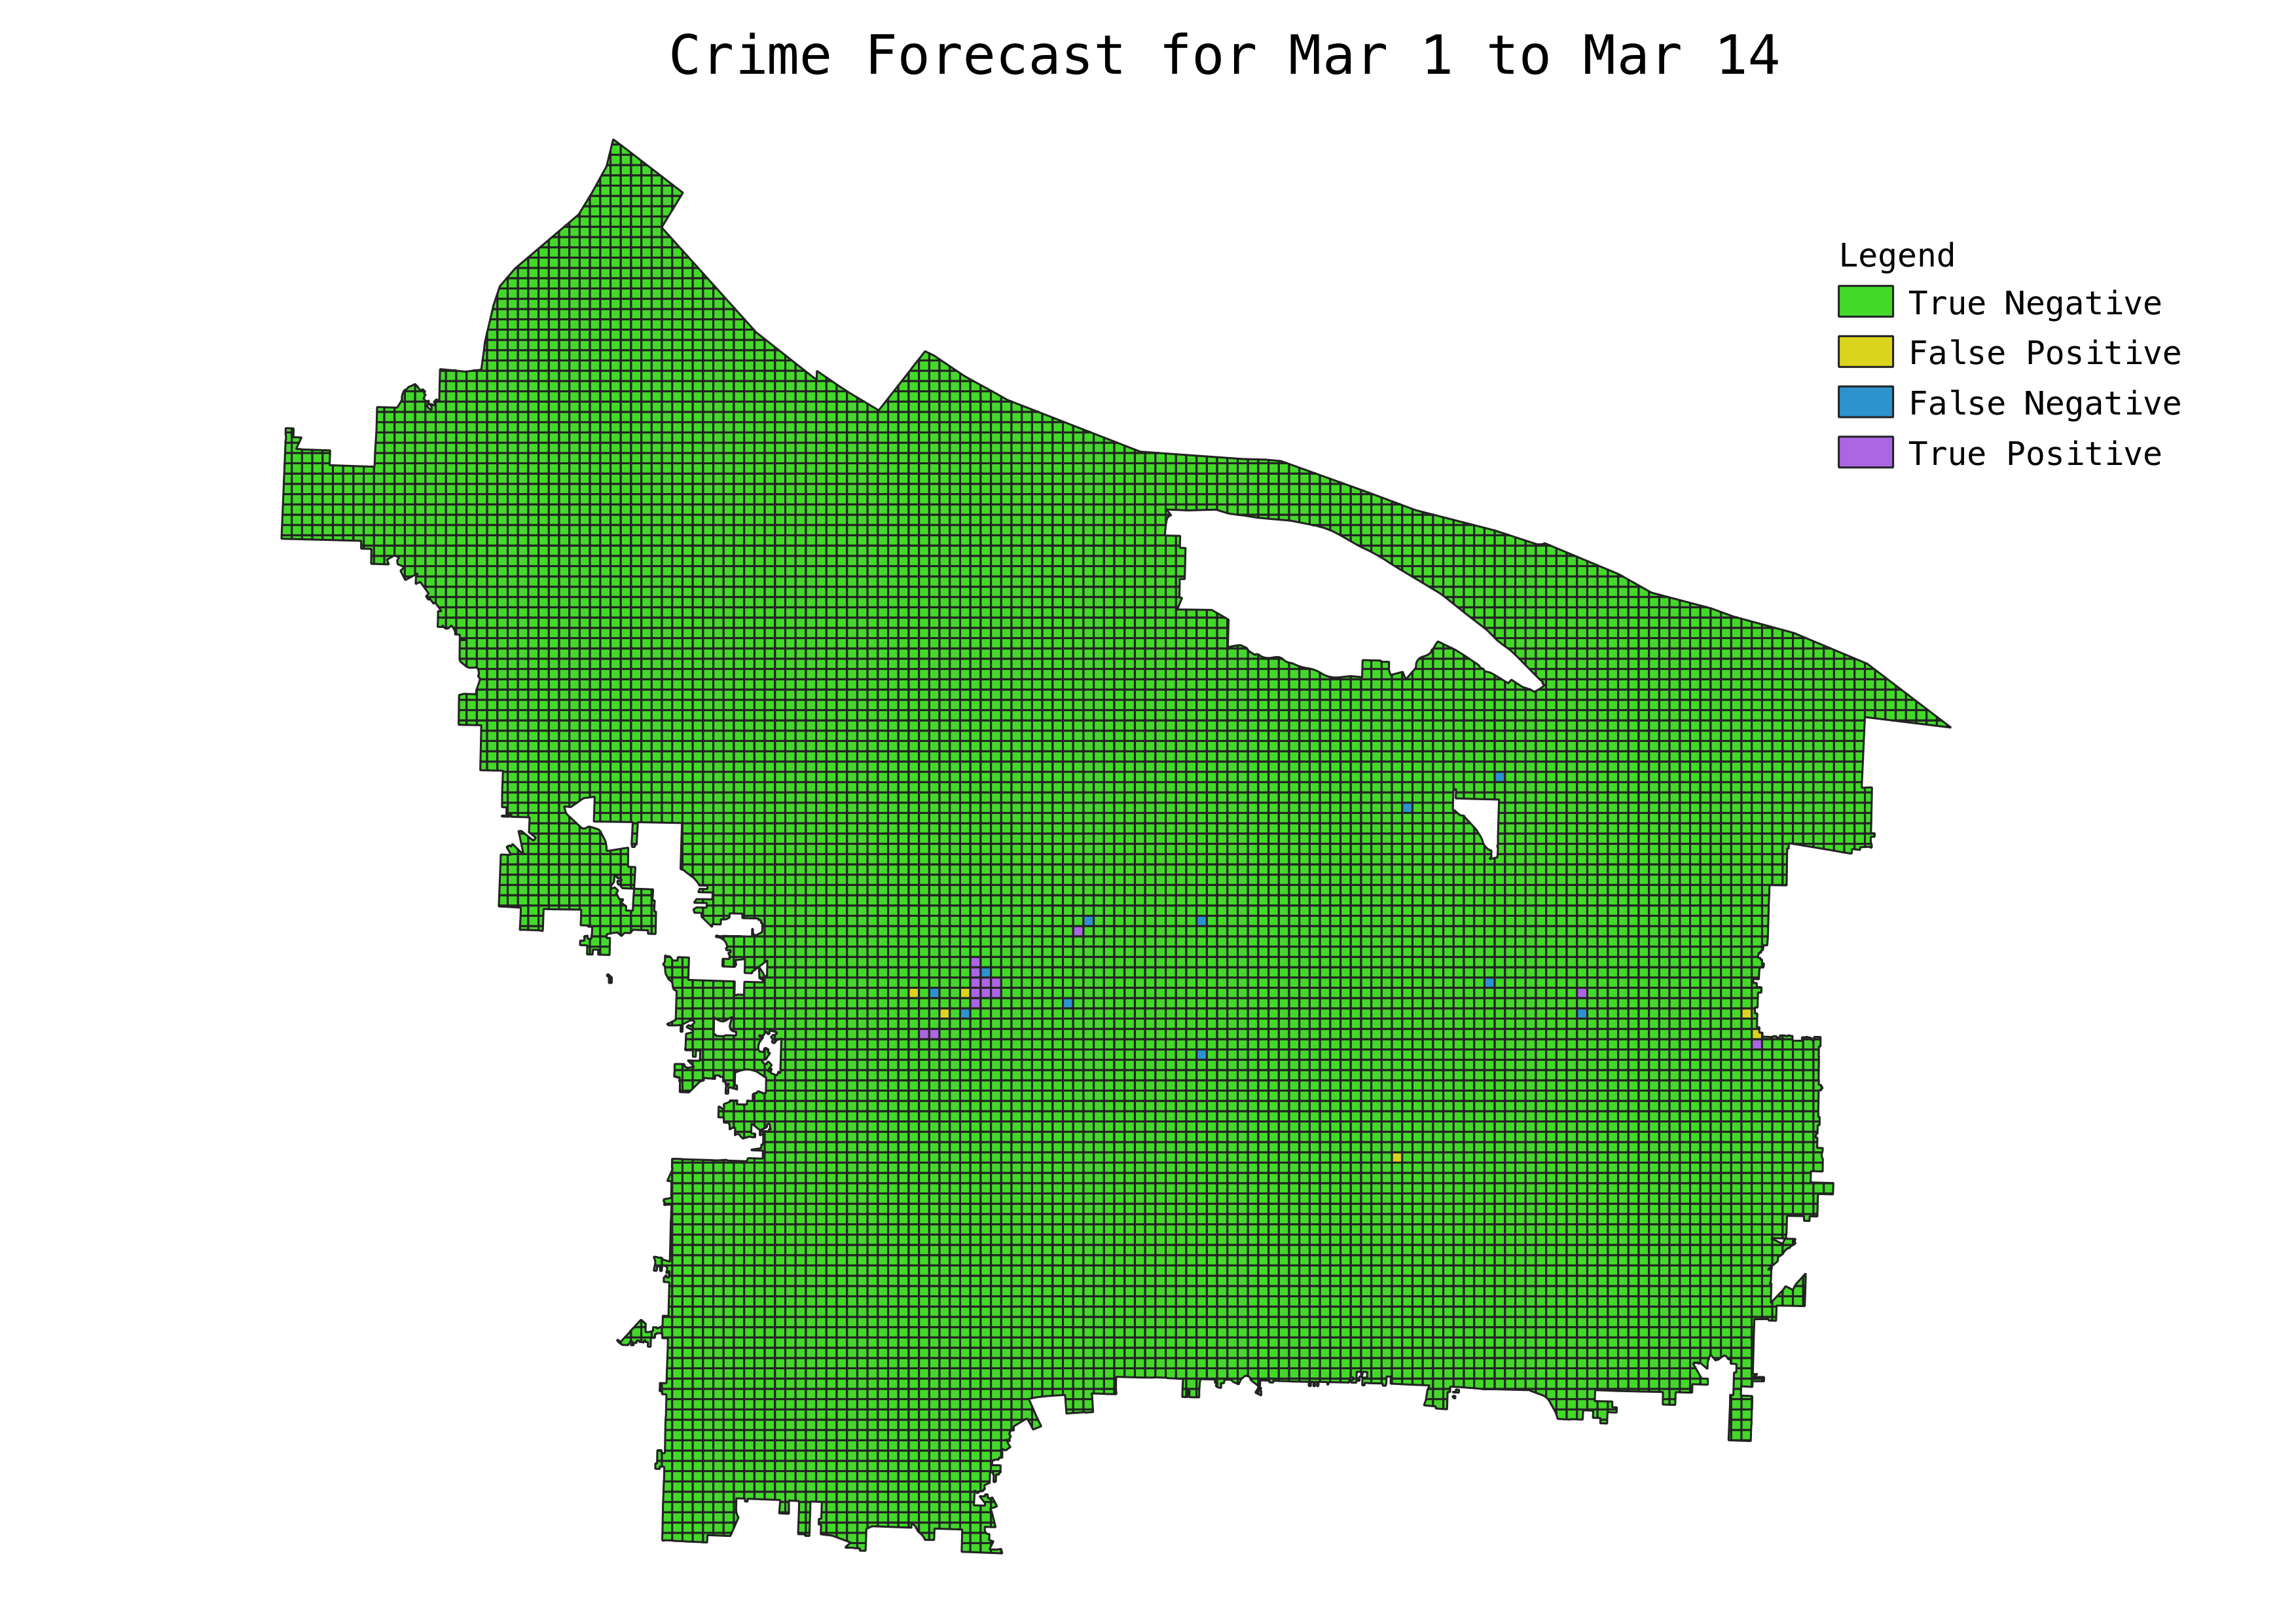 Crime Forecast for Mar 1 to Mar 14
Legend
True Negative
False Positive
False Negative
True Positive